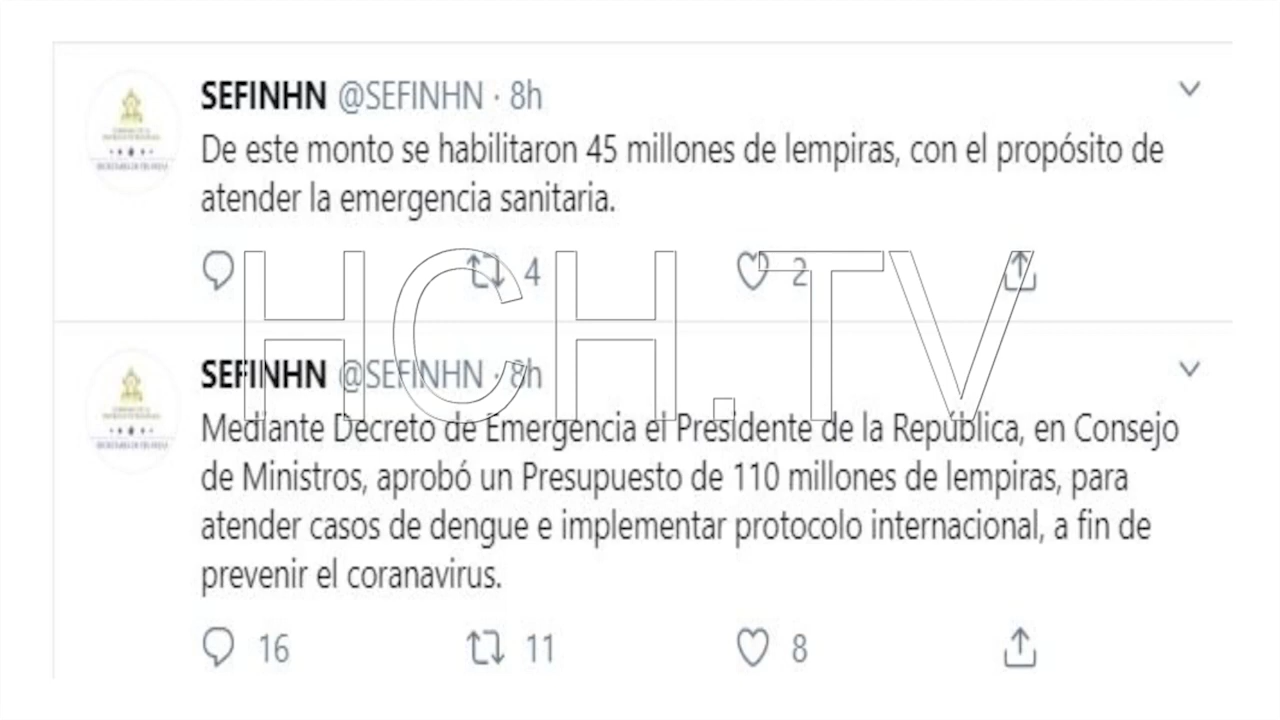 SEFINHN @SEFINHN · 8h
De este monto se habilitaron 45 millones de lempiras, con el propósito de
atender la emergencia sanitaria.
4 2
HCH.TV
SEFINHN @SEFINHN · 8h
Mediante Decreto de Emergencia el Presidente de la República, en Consejo
de Ministros, aprobó un Presupuesto de 110 millones de lempiras, para
atender casos de dengue e implementar protocolo internacional, a fin de
prevenir el coranavirus.
16 11 8